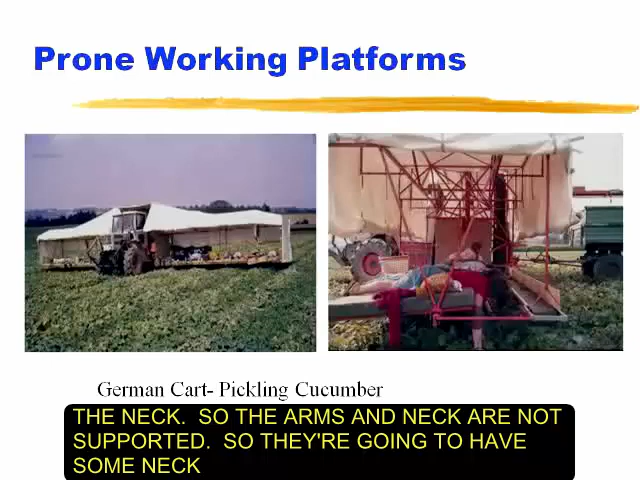 Prone Working Platforms
German Cart- Pickling Cucumber
THE NECK. SO THE ARMS AND NECK ARE NOT
SUPPORTED. SO THEY'RE GOING TO HAVE
SOME NECK